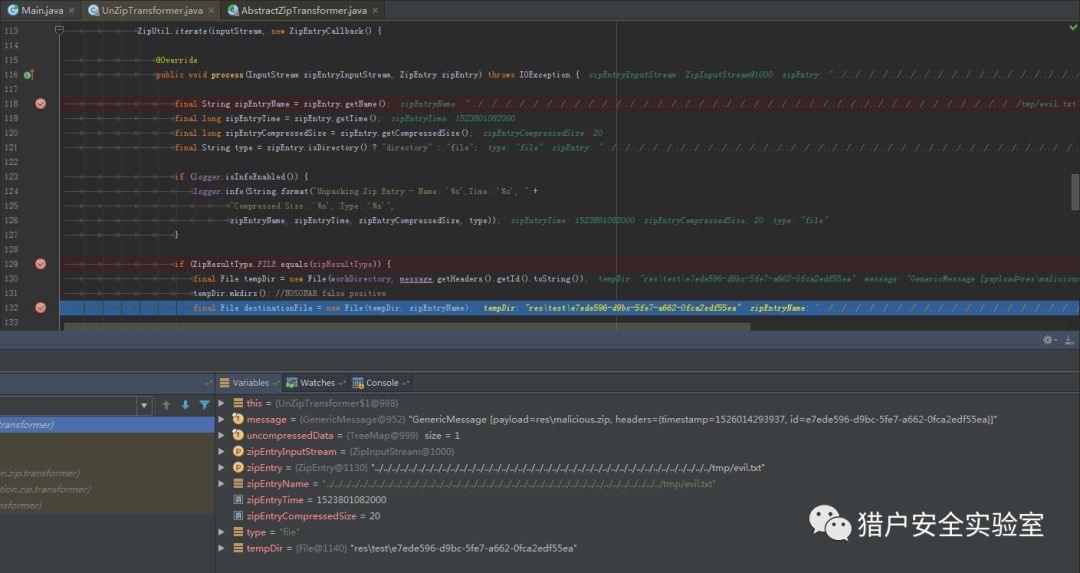 Main.java × UnZipTransformer.java × AbstractZipTransformer.java ×
113 ZipUtil.iterate(inputStream, new ZipEntryCallback() {
114
115 @Override
116 public void process(InputStream zipEntryInputStream, ZipEntry zipEntry) throws IOException { zipEntryInputStream: ZipInputStream@1000 zipEntry: "../../../../../../../../../../../../../../../../../
117
118 final String zipEntryName = zipEntry.getName(); zipEntryName: "../../../../../../../../../../../../../../../../../../../../../../../../../../../../../../../../../../../../../../../../tmp/evil.txt"
119 final long zipEntryTime = zipEntry.getTime(); zipEntryTime: 1523801082000
120 final long zipEntryCompressedSize = zipEntry.getCompressedSize(); zipEntryCompressedSize: 20
121 final String type = zipEntry.isDirectory() ? "directory" : "file"; type: "file" zipEntry: "../../../../../../../../../../../../../../../../../../../../../../../../../../../../../
122
123 if (logger.isInfoEnabled()) {
124 logger.info(String.format("Unpacking Zip Entry - Name: '%s',Time: '%s', " +
125 "Compressed Size: '%s', Type: '%s'",
126 zipEntryName, zipEntryTime, zipEntryCompressedSize, type)); zipEntryTime: 1523801082000 zipEntryCompressedSize: 20 type: "file"
127 }
128
129 if (ZipResultType.FILE.equals(zipResultType)) {
130 final File tempDir = new File(workDirectory, message.getHeaders().getId().toString()); tempDir: "res\test\e7ede596-d9bc-5fe7-a662-0fca2edf55ea" message: "GenericMessage [payload=res\malicious
131 tempDir.mkdirs(); //NOSONAR false positive
132 final File destinationFile = new File(tempDir, zipEntryName); tempDir: "res\test\e7ede596-d9bc-5fe7-a662-0fca2edf55ea" zipEntryName: "../../../../../../../../../../../../../../../../../../../../
133
Variables Watches Console
this = {UnZipTransformer$1@998}
message = {GenericMessage@952} "GenericMessage [payload=res\malicious.zip, headers={timestamp=1526014293937, id=e7ede596-d9bc-5fe7-a662-0fca2edf55ea}]"
ransformer) uncompressedData = {TreeMap@999} size = 1
zipEntryInputStream = {ZipInputStream@1000}
on.zip.transformer) zipEntry = {ZipEntry@1130} "../../../../../../../../../../../../../../../../../../../../../../../../../../../../../../../../../../../../../../../../tmp/evil.txt"
tion.zip.transformer) zipEntryName = "../../../../../../../../../../../../../../../../../../../../../../../../../../../../../../../../../../../../../../../../tmp/evil.txt"
nsformer) zipEntryTime = 1523801082000
zipEntryCompressedSize = 20
type = "file"
tempDir = {File@1140} "res\test\e7ede596-d9bc-5fe7-a662-0fca2edf55ea"
猎户安全实验室